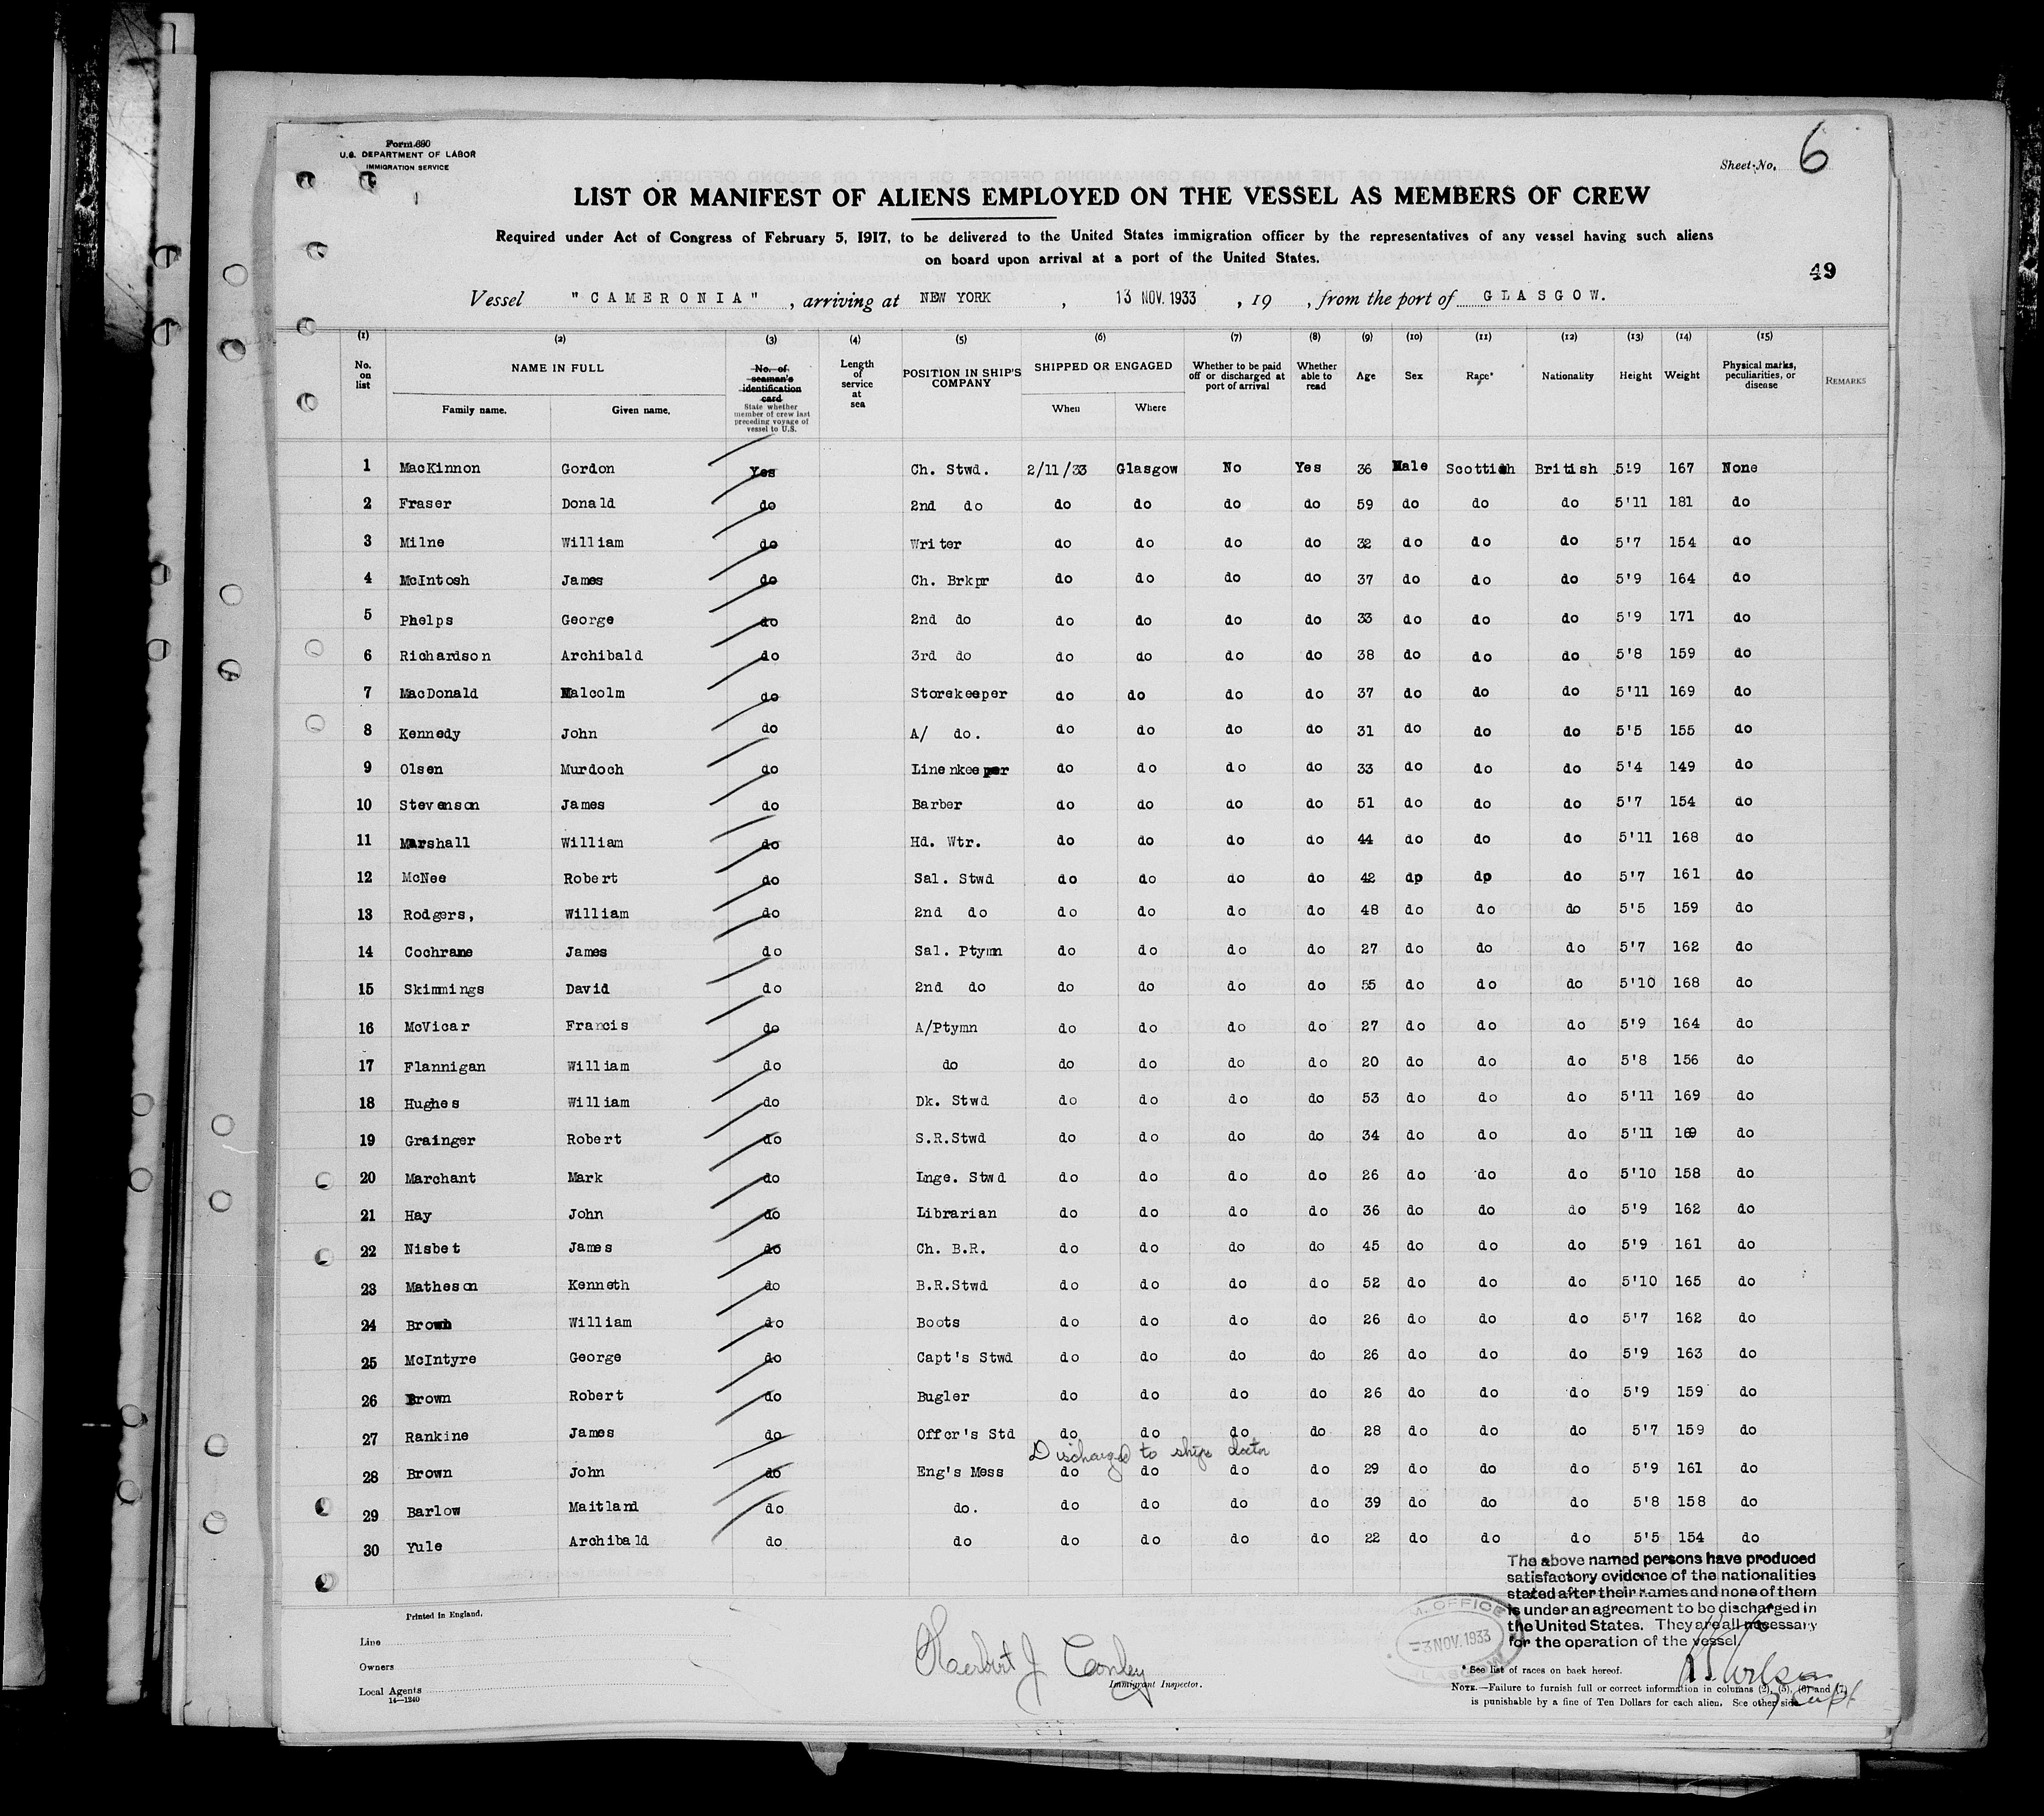 Form 690
U.S. DEPARTMENT OF LABOR
IMMIGRATION SERVICE
Sheet No. 6
LIST OR MANIFEST OF ALIENS EMPLOYED ON THE VESSEL AS MEMBERS OF CREW
Required under Act of Congress of February 5, 1917, to be delivered to the United States immigration officer by the representatives of any vessel having such aliens
on board upon arrival at a port of the United States.
49
Vessel "CAMERONIA", arriving at NEW YORK, 13 NOV. 1933, 19 , from the port of GLASGOW.
(1) (2) (3) (4) (5) (6) (7) (8) (9) (10) (11) (12) (13) (14) (15)
No. on list NAME IN FULL Family name. Given name. No. of seaman's identification card State whether member of crew last preceding voyage of vessel to U.S. Length of service at sea POSITION IN SHIP'S COMPANY SHIPPED OR ENGAGED When Where Whether to be paid off or discharged at port of arrival Whether able to read Age Sex Race* Nationality Height Weight Physical marks, peculiarities, or disease REMARKS
1 MacKinnon Gordon Yes Ch. Stwd. 2/11/33 Glasgow No Yes 36 Male Scottish British 5'9 167 None
2 Fraser Donald do 2nd do do do do do 59 do do do 5'11 181 do
3 Milne William do Writer do do do do 32 do do do 5'7 154 do
4 McIntosh James do Ch. Brkpr do do do do 37 do do do 5'9 164 do
5 Phelps George do 2nd do do do do do 33 do do do 5'9 171 do
6 Richardson Archibald do 3rd do do do do do 38 do do do 5'8 159 do
7 MacDonald Malcolm do Storekeeper do do do do 37 do do do 5'11 169 do
8 Kennedy John do A/ do. do do do do 31 do do do 5'5 155 do
9 Olsen Murdoch do Linenkeeper do do do do 33 do do do 5'4 149 do
10 Stevenson James do Barber do do do do 51 do do do 5'7 154 do
11 Marshall William do Hd. Wtr. do do do do 44 do do do 5'11 168 do
12 McNee Robert do Sal. Stwd do do do do 42 dp dp do 5'7 161 do
13 Rodgers, William do 2nd do do do do do 48 do do do 5'5 159 do
14 Cochrane James do Sal. Ptymn do do do do 27 do do do 5'7 162 do
15 Skimmings David do 2nd do do do do do 55 do do do 5'10 168 do
16 McVicar Francis do A/Ptymn do do do do 27 do do do 5'9 164 do
17 Flannigan William do do do do do do 20 do do do 5'8 156 do
18 Hughes William do Dk. Stwd do do do do 53 do do do 5'11 169 do
19 Grainger Robert do S.R.Stwd do do do do 34 do do do 5'11 169 do
20 Marchant Mark do Lnge. Stwd do do do do 26 do do do 5'10 158 do
21 Hay John do Librarian do do do do 36 do do do 5'9 162 do
22 Nisbet James do Ch. B.R. do do do do 45 do do do 5'9 161 do
23 Matheson Kenneth do B.R.Stwd do do do do 52 do do do 5'10 165 do
24 Brown William do Boots do do do do 26 do do do 5'7 162 do
25 McIntyre George do Capt's Stwd do do do do 26 do do do 5'9 163 do
26 Brown Robert do Bugler do do do do 26 do do do 5'9 159 do
27 Rankine James do Offcr's Std do do do do 28 do do do 5'7 159 do
Discharged to ships doctor
28 Brown John do Eng's Mess do do do do 29 do do do 5'9 161 do
29 Barlow Maitland do do. do do do do 39 do do do 5'8 158 do
30 Yule Archibald do do do do do do 22 do do do 5'5 154 do
The above named persons have produced
satisfactory evidence of the nationalities
stated after their names and none of them
is under an agreement to be discharged in
the United States. They are all necessary
for the operation of the vessel.
Printed in England.
Line
Owners
Local Agents
14—1240
Immigrant Inspector.
M. OFFICE
3 NOV. 1933
GLASGOW
* See list of races on back hereof.
NOTE.—Failure to furnish full or correct information in columns (2), (5), (6) and (7)
is punishable by a fine of Ten Dollars for each alien. See other side.